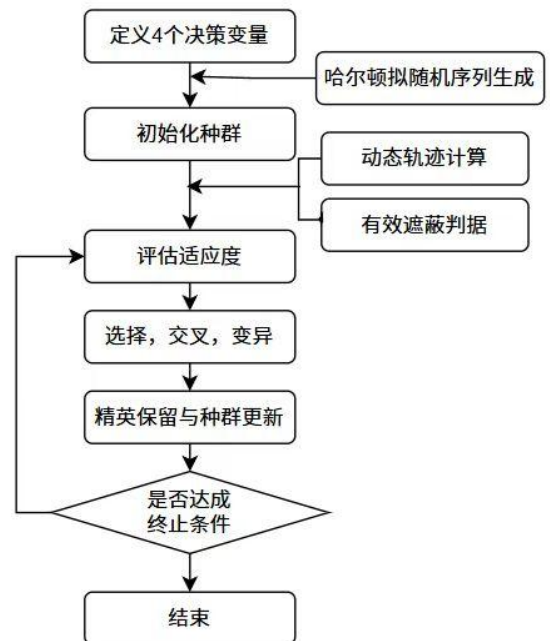 定义4个决策变量
哈尔顿拟随机序列生成
初始化种群
动态轨迹计算
有效遮蔽判据
评估适应度
选择，交叉，变异
精英保留与种群更新
是否达成
终止条件
结束